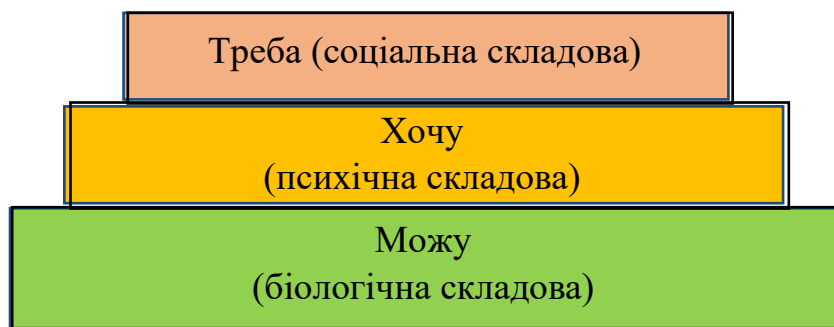 Треба (соціальна складова)
Хочу
(психічна складова)
Можу
(біологічна складова)